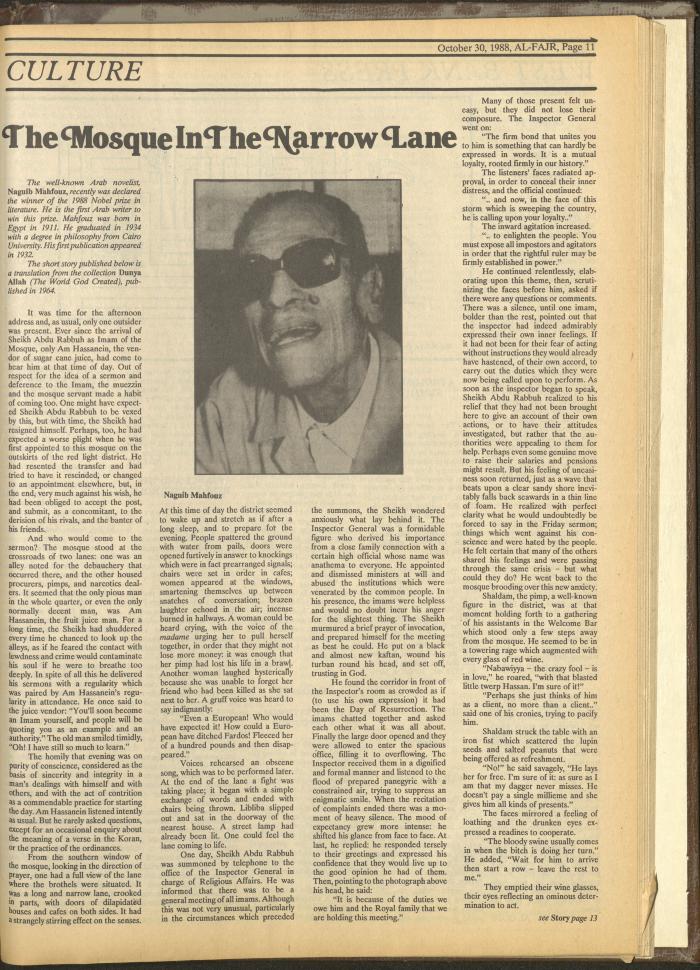 October 30, 1988, AL-FAJR, Page 11
CULTURE
The Mosque In The Narrow Lane
The well-known Arab novelist,
Naguib Mahfouz, recently was declared
the winner of the 1988 Nobel prize in
literature. He is the first Arab writer to
win this prize. Mahfouz was born in
Egypt in 1911. He graduated in 1934
with a degree in philosophy from Cairo
University. His first publication appeared
in 1932.
The short story published below is
a translation from the collection Dunya
Allah (The World God Created), pub-
lished in 1964.
It was time for the afternoon
address and, as usual, only one outsider
was present. Ever since the arrival of
Sheikh Abdu Rabbuh as Imam of the
Mosque, only Am Hassanein, the ven-
dor of sugar cane juice, had come to
hear him at that time of day. Out of
respect for the idea of a sermon and
deference to the Imam, the muezzin
and the mosque servant made a habit
of coming too. One might have expect-
ed Sheikh Abdu Rabbuh to be vexed
by this, but with time, the Sheikh had
resigned himself. Perhaps, too, he had
expected a worse plight when he was
first appointed to this mosque on the
outskirts of the red light district. He
had resented the transfer and had
tried to have it rescinded, or changed
to an appointment elsewhere, but, in
the end, very much against his wish, he
had been obliged to accept the post,
and submit, as a concomitant, to the
derision of his rivals, and the banter of
his friends.
And who would come to the
sermon? The mosque stood at the
crossroads of two lanes: one was an
alley noted for the debauchery that
occurred there, and the other housed
procurers, pimps, and narcotics deal-
ers. It seemed that the only pious man
in the whole quarter, or even the only
normally decent man, was Am
Hassanein, the fruit juice man. For a
long time, the Sheikh had shuddered
every time he chanced to look up the
alleys, as if he feared the contact with
lewdness and crime would contaminate
his soul if he were to breathe too
deeply. In spite of all this he delivered
his sermons with a regularity which
was paired by Am Hassanein's regu-
larity in attendance. He once said to
the juice vendor: "You'll soon become
an Imam yourself, and people will be
quoting you as an example and an
authority." The old man smiled timidly,
"Oh! I have still so much to learn."
The homily that evening was on
purity of conscience, considered as the
basis of sincerity and integrity in a
man's dealings with himself and with
others, and with the act of contrition
as a commendable practice for starting
the day. Am Hassanein listened intently
as usual. But he rarely asked questions,
except for an occasional enquiry about
the meaning of a verse in the Koran,
or the practice of the ordinances.
From the southern window of
the mosque, looking in the direction of
prayer, one had a full view of the lane
where the brothels were situated. It
was a long and narrow lane, crooked
in parts, with doors of dilapidated
houses and cafes on both sides. It had
a strangely stirring effect on the senses.
Naguib Mahfouz
At this time of day the district seemed
to wake up and stretch as if after a
long sleep, and to prepare for the
evening. People spattered the ground
with water from pails, doors were
opened furtively in answer to knockings
which were in fact prearranged signals;
chairs were set in order in cafes;
women appeared at the windows,
smartening themselves up between
snatches of conversation; brazen
laughter echoed in the air; incense
burned in hallways. A woman could be
heard crying, with the voice of the
madame urging her to pull herself
together, in order that they might not
lose more money: it was enough that
her pimp had lost his life in a brawl.
Another woman laughed hysterically
because she was unable to forget her
friend who had been killed as she sat
next to her. A gruff voice was heard to
say indignantly:
"Even a European! Who would
have expected it! How could a Euro-
pean have ditched Fardos! Fleeced her
of a hundred pounds and then disap-
peared."
Voices rehearsed an obscene
song, which was to be performed later.
At the end of the lane a fight was
taking place; it began with a simple
exchange of words and ended with
chairs being thrown. Libliba slipped
out and sat in the doorway of the
nearest house. A street lamp had
already been lit. One could feel the
lane coming to life.
One day, Sheikh Abdu Rabbuh
was summoned by telephone to the
office of the Inspector General in
charge of Religious Affairs. He was
informed that there was to be a
general meeting of all imams. Although
this was not very unusual, particularly
in the circumstances which preceded
the summons, the Sheikh wondered
anxiously what lay behind it. The
Inspector General was a formidable
figure who derived his importance
from a close family connection with a
certain high official whose name was
anathema to everyone. He appointed
and dismissed ministers at will and
abused the institutions which were
venerated by the common people. In
his presence, the imams were helpless
and would no doubt incur his anger
for the slightest thing. The Sheikh
murmured a brief prayer of invocation,
and prepared himself for the meeting
as best he could. He put on a black
and almost new kaftan, wound his
turban round his head, and set off,
trusting in God.
He found the corridor in front of
the Inspector's room as crowded as if
(to use his own expression) it had
been the Day of Resurrection. The
imams chatted together and asked
each other what it was all about.
Finally the large door opened and they
were allowed to enter the spacious
office, filling it to overflowing. The
Inspector received them in a dignified
and formal manner and listened to the
flood of prepared panegyric with a
constrained air, trying to suppress an
enigmatic smile. When the recitation
of complaints ended there was a mo-
ment of heavy silence. The mood of
expectancy grew more intense: he
shifted his glance from face to face. At
last, he replied: he responded tersely
to their greetings and expressed his
confidence that they would live up to
the good opinion he had of them.
Then, pointing to the photograph above
his head, he said:
"It is because of the duties we
owe him and the Royal family that we
are holding this meeting."
Many of those present felt un-
easy, but they did not lose their
composure. The Inspector General
went on:
"The firm bond that unites you
to him is something that can hardly be
expressed in words. It is a mutual
loyalty, rooted firmly in our history."
The listeners' faces radiated ap-
proval, in order to conceal their inner
distress, and the official continued:
".. and now, in the face of this
storm which is sweeping the country,
he is calling upon your loyalty.."
The inward agitation increased.
".. to enlighten the people. You
must expose all impostors and agitators
in order that the rightful ruler may be
firmly established in power."
He continued relentlessly, elab-
orating upon this theme, then, scruti-
nizing the faces before him, asked if
there were any questions or comments.
There was a silence, until one imam,
bolder than the rest, pointed out that
the inspector had indeed admirably
expressed their own inner feelings. If
it had not been for their fear of acting
without instructions they would already
have hastened, of their own accord, to
carry out the duties which they were
now being called upon to perform. As
soon as the inspector began to speak,
Sheikh Abdu Rabbuh realized to his
relief that they had not been brought
here to give an account of their own
actions, or to have their attitudes
investigated, but rather that the au-
thorities were appealing to them for
help. Perhaps even some genuine move
to raise their salaries and pensions
might result. But his feeling of uneasi-
ness soon returned, just as a wave that
beats upon a clear sandy shore inevi-
tably falls back seawards in a thin line
of foam. He realized with perfect
clarity what he would undoubtedly be
forced to say in the Friday sermon;
things which went against his con-
science and were hated by the people.
He felt certain that many of the others
shared his feelings and were passing
through the same crisis – but what
could they do? He went back to the
mosque brooding over this new anxiety.
Shaldam, the pimp, a well-known
figure in the district, was at that
moment holding forth to a gathering
of his assistants in the Welcome Bar
which stood only a few steps away
from the mosque. He seemed to be in
a towering rage which augmented with
every glass of red wine.
"Nabawiyya - the crazy fool - is
in love," he roared, "with that blasted
little twerp Hassan. I'm sure of it!"
"Perhaps she just thinks of him
as a client, no more than a client.."
said one of his cronies, trying to pacify
him.
Shaldam struck the table with an
iron fist which scattered the lupin
seeds and salted peanuts that were
being offered as refreshment.
"No!" he said savagely, "He lays
her for free. I'm sure of it: as sure as I
am that my dagger never misses. He
doesn't pay a single millieme and she
gives him all kinds of presents."
The faces mirrored a feeling of
loathing and the drunken eyes ex-
pressed a readines to cooperate.
"The bloody swine usually comes
in when the bitch is doing her turn."
He added, "Wait for him to arrive
then start a row - leave the rest to
me."
They emptied their wine glasses,
their eyes reflecting an ominous deter-
mination to act.
see Story page 13